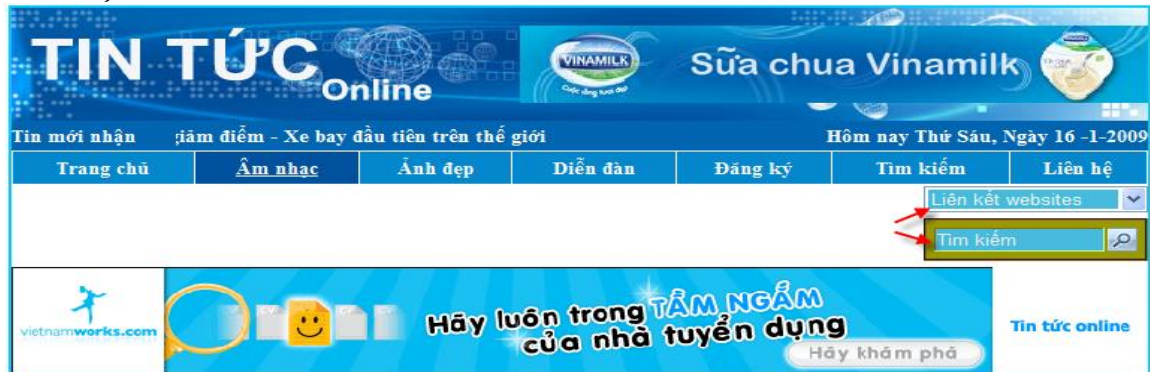 TIN TỨC Online
VINAMILK
Sữa chua Vinamilk
Tin mới nhận giảm điểm - Xe bay đầu tiên trên thế giới Hôm nay Thứ Sáu, Ngày 16 -1-2009
Trang chủ Âm nhạc Ảnh đẹp Diễn đàn Đăng ký Tìm kiếm Liên hệ
Liên kết websites
Tìm kiếm
vietnamworks.com
CV
Hãy luôn trong TẦM NGẮM
của nhà tuyển dụng
Hãy khám phá
Tin tức online